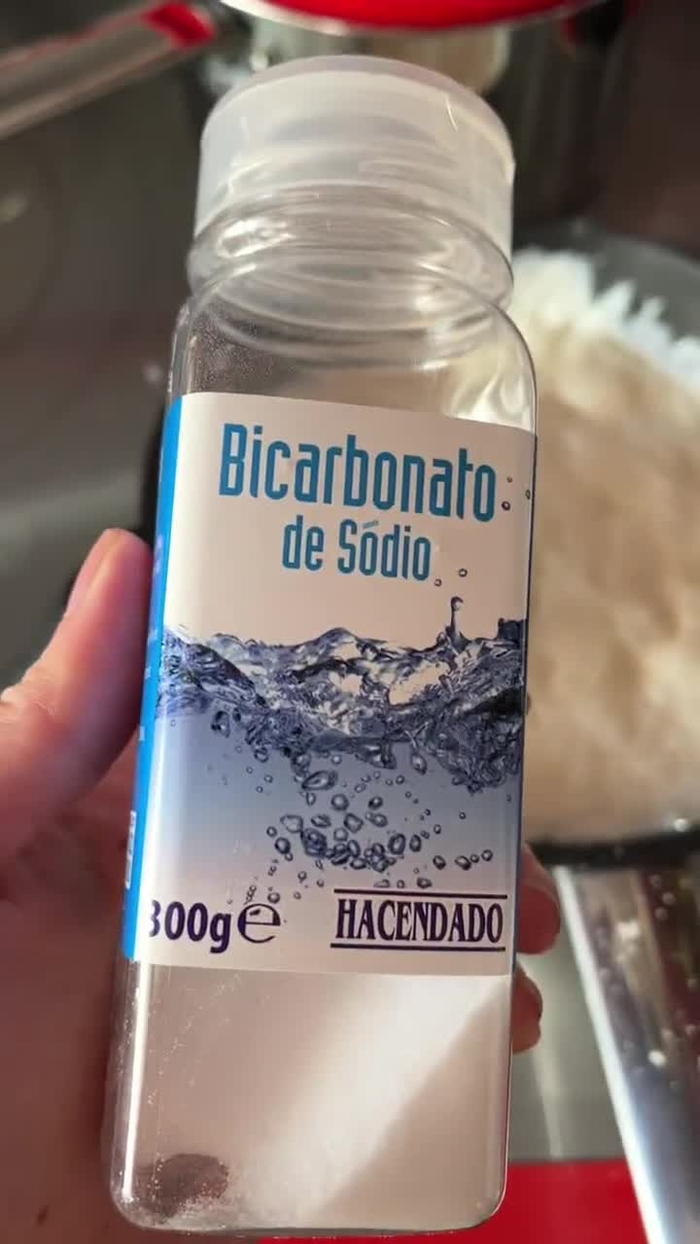 Bicarbonato
de Sódio
300g e
HACENDADO